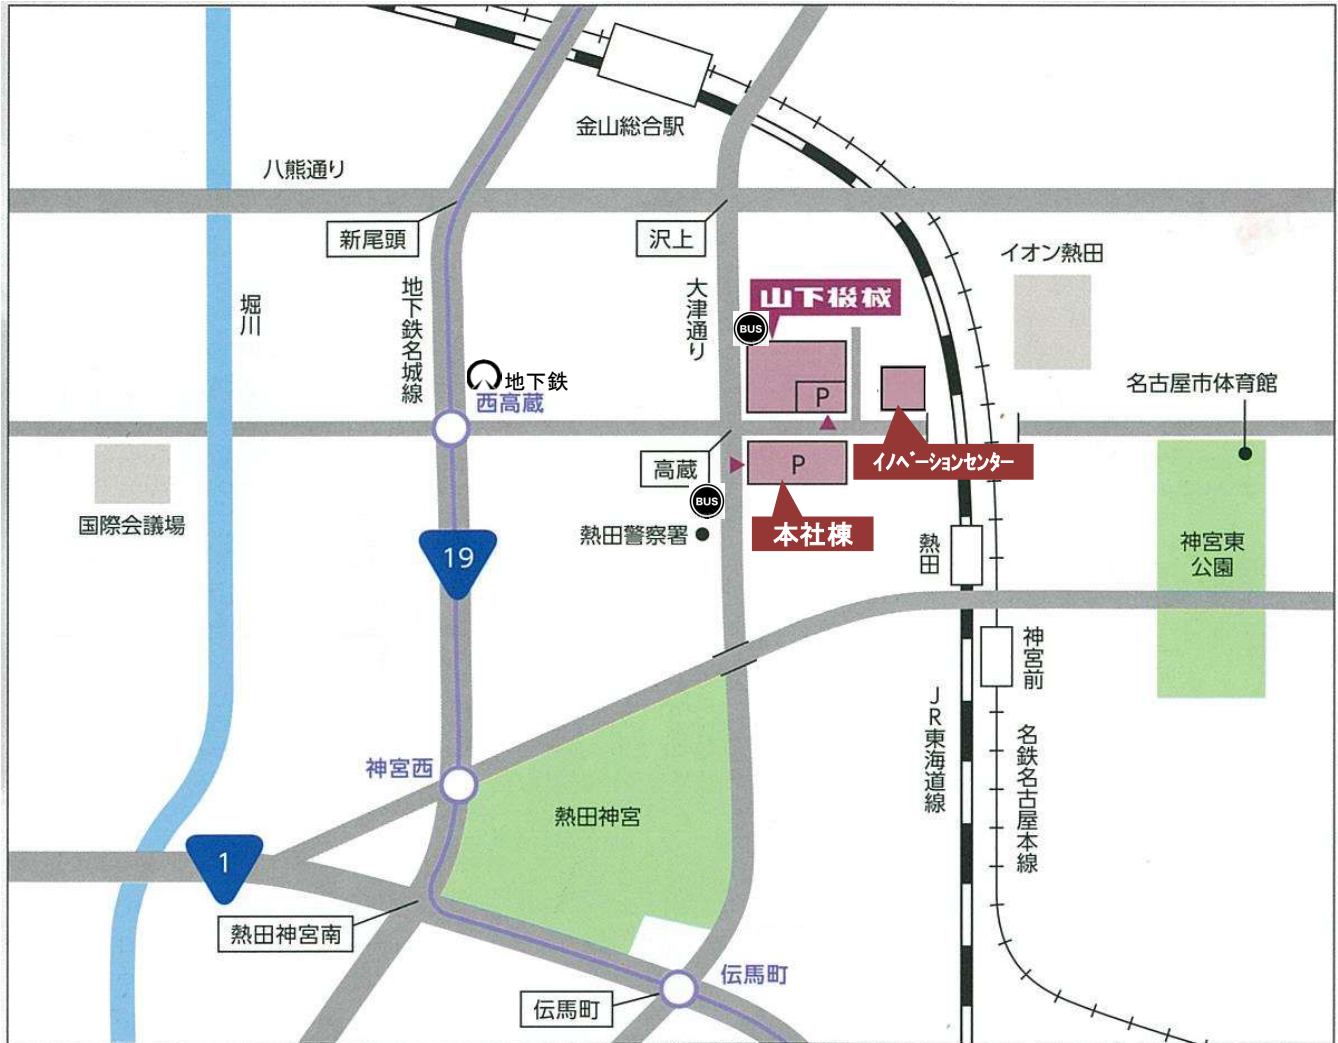 金山総合駅
八熊通り
新尾頭
沢上
イオン熱田
山下機械
BUS
堀川
地下鉄名城線
大津通り
地下鉄
西高蔵
P
名古屋市体育館
高蔵
P
イノベーションセンター
BUS
国際会議場
熱田警察署
本社棟
19
熱田
神宮東
公園
神宮前
JR東海道線
名鉄名古屋本線
神宮西
熱田神宮
1
熱田神宮南
伝馬町
伝馬町